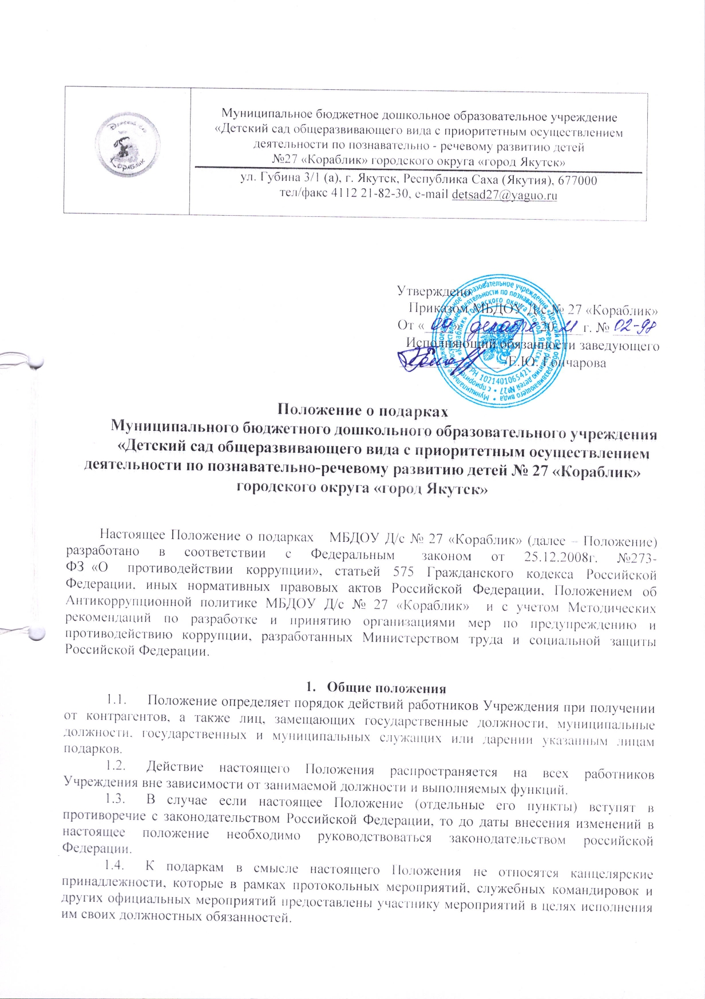 Детский сад
Кораблик
Муниципальное бюджетное дошкольное образовательное учреждение
«Детский сад общеразвивающего вида с приоритетным осуществлением
деятельности по познавательно - речевому развитию детей
№27 «Кораблик» городского округа «город Якутск»
ул. Губина 3/1 (а), г. Якутск, Республика Саха (Якутия), 677000
тел/факс 4112 21-82-30, e-mail detsad27@yaguo.ru
Утверждено
Приказом МБДОУ Д/с № 27 «Кораблик»
От «09» декабря 2021 г. № 02-98
Исполняющий обязанности заведующего
/Е.Ю. Гончарова
ОГРН 1021401065421
Положение о подарках
Муниципального бюджетного дошкольного образовательного учреждения
«Детский сад общеразвивающего вида с приоритетным осуществлением
деятельности по познавательно-речевому развитию детей № 27 «Кораблик»
городского округа «город Якутск»
Настоящее Положение о подарках МБДОУ Д/с № 27 «Кораблик» (далее – Положение)
разработано в соответствии с Федеральным законом от 25.12.2008г. №273-
ФЗ «О противодействии коррупции», статьей 575 Гражданского кодекса Российской
Федерации, иных нормативных правовых актов Российской Федерации, Положением об
Антикоррупционной политике МБДОУ Д/с № 27 «Кораблик» и с учетом Методических
рекомендаций по разработке и принятию организациями мер по предупреждению и
противодействию коррупции, разработанных Министерством труда и социальной защиты
Российской Федерации.
1. Общие положения
1.1. Положение определяет порядок действий работников Учреждения при получении
от контрагентов, а также лиц, замещающих государственные должности, муниципальные
должности, государственных и муниципальных служащих или дарении указанным лицам
подарков.
1.2. Действие настоящего Положения распространяется на всех работников
Учреждения вне зависимости от занимаемой должности и выполняемых функций.
1.3. В случае если настоящее Положение (отдельные его пункты) вступят в
противоречие с законодательством Российской Федерации, то до даты внесения изменений в
настоящее положение необходимо руководствоваться законодательством российской
Федерации.
1.4. К подаркам в смысле настоящего Положения не относятся канцелярские
принадлежности, которые в рамках протокольных мероприятий, служебных командировок и
других официальных мероприятий предоставлены участнику мероприятий в целях исполнения
им своих должностных обязанностей.